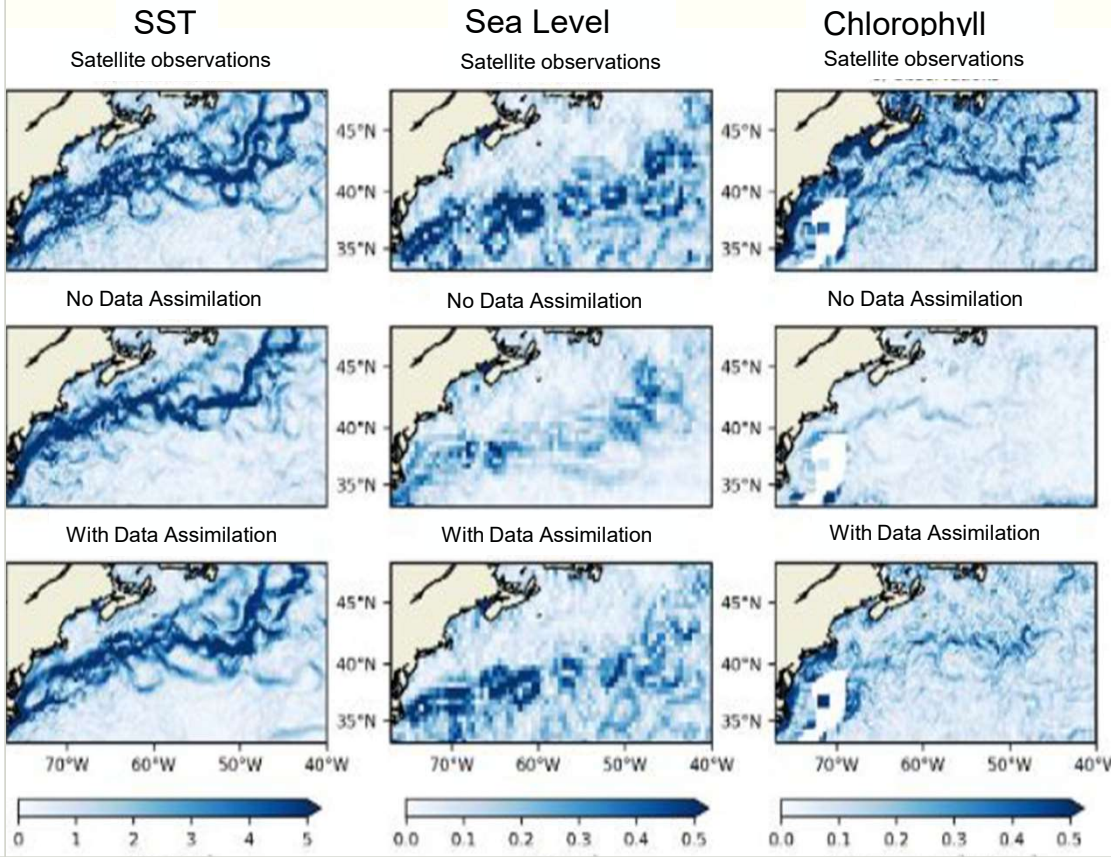 SST Sea Level Chlorophyll
Satellite observations Satellite observations Satellite observations
45°N 45°N
40°N 40°N
35°N 35°N
No Data Assimilation No Data Assimilation No Data Assimilation
45°N 45°N
40°N 40°N
35°N 35°N
With Data Assimilation With Data Assimilation With Data Assimilation
45°N 45°N
40°N 40°N
35°N 35°N
70°W 60°W 50°W 40°W 70°W 60°W 50°W 40°W 70°W 60°W 50°W 40°W
0 1 2 3 4 5 0.0 0.1 0.2 0.3 0.4 0.5 0.0 0.1 0.2 0.3 0.4 0.5